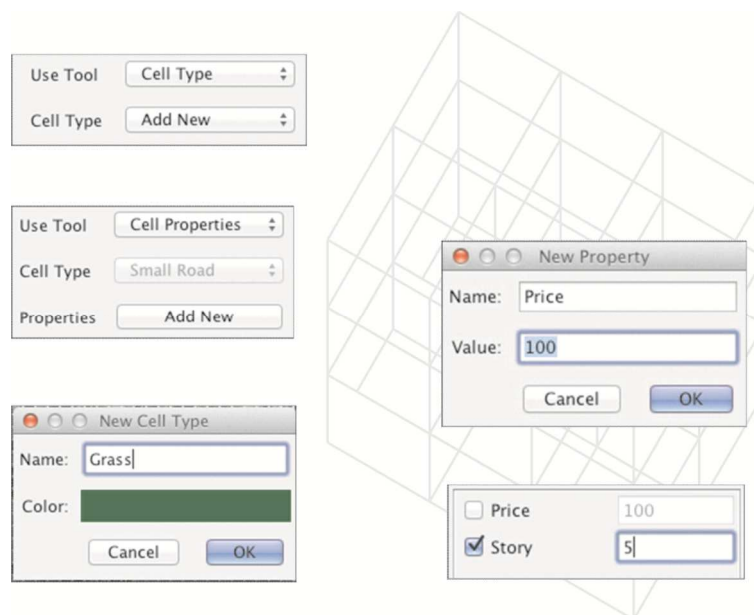 Use Tool Cell Type
Cell Type Add New
Use Tool Cell Properties
Cell Type Small Road
Properties Add New
New Cell Type
Name: Grass
Color:
Cancel OK
New Property
Name: Price
Value: 100
Cancel OK
Price 100
Story 5